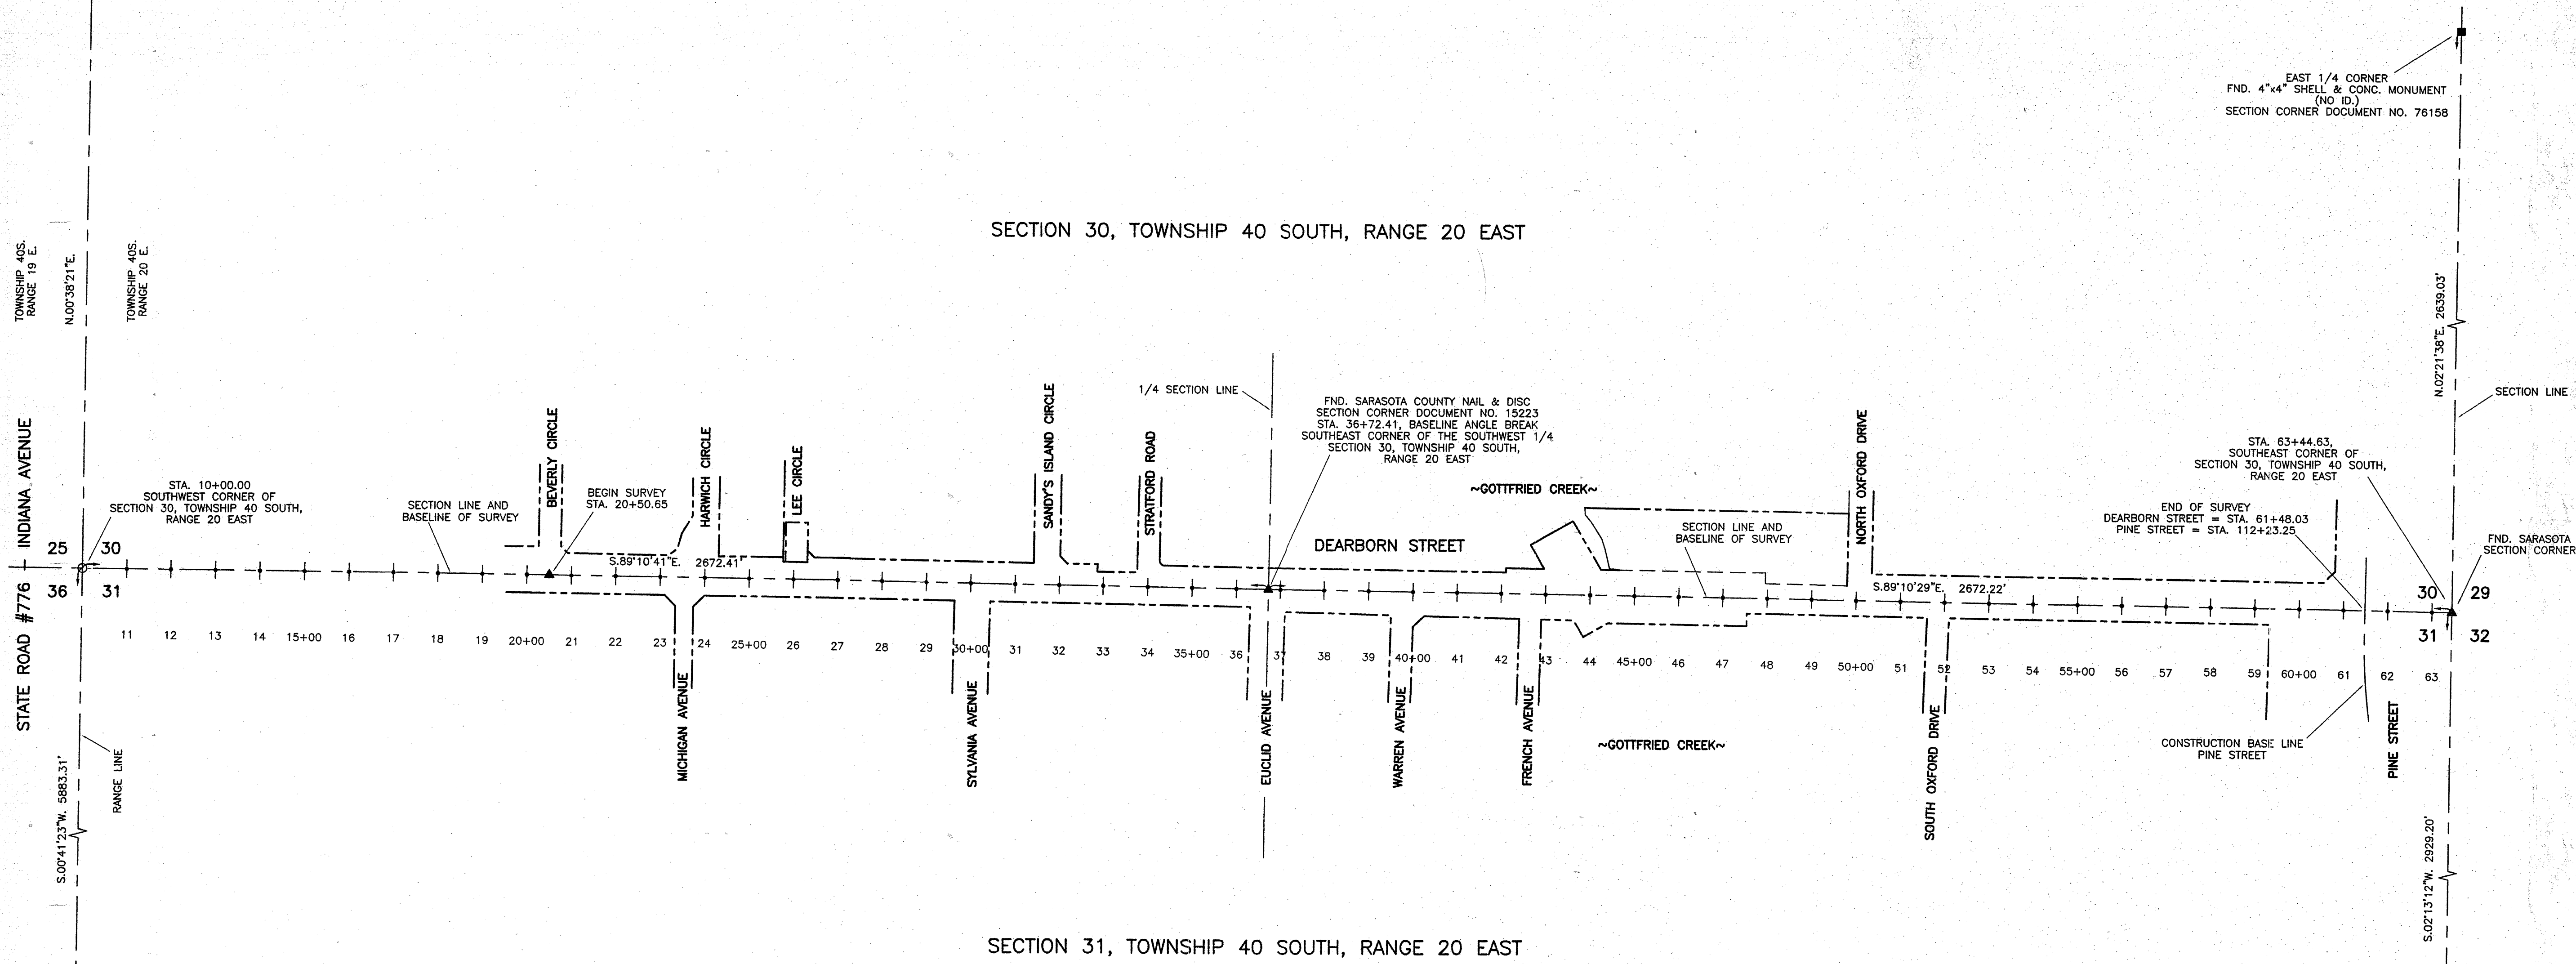 EAST 1/4 CORNER
FND. 4"x4" SHELL & CONC. MONUMENT
(NO ID.)
SECTION CORNER DOCUMENT NO. 76158
SECTION 30, TOWNSHIP 40 SOUTH, RANGE 20 EAST
TOWNSHIP 40S.
RANGE 19 E.
N.00°38'21"E.
TOWNSHIP 40S.
RANGE 20 E.
N.02°21'38"E. 2639.03'
SECTION LINE
1/4 SECTION LINE
FND. SARASOTA COUNTY NAIL & DISC
SECTION CORNER DOCUMENT NO. 15223
STA. 36+72.41, BASELINE ANGLE BREAK
SOUTHEAST CORNER OF THE SOUTHWEST 1/4
SECTION 30, TOWNSHIP 40 SOUTH,
RANGE 20 EAST
STATE ROAD #776 INDIANA AVENUE
STA. 10+00.00
SOUTHWEST CORNER OF
SECTION 30, TOWNSHIP 40 SOUTH,
RANGE 20 EAST
SECTION LINE AND
BASELINE OF SURVEY
BEVERLY CIRCLE
BEGIN SURVEY
STA. 20+50.65
HARWICH CIRCLE
LEE CIRCLE
SANDY'S ISLAND CIRCLE
STRATFORD ROAD
~GOTTFRIED CREEK~
SECTION LINE AND
BASELINE OF SURVEY
NORTH OXFORD DRIVE
STA. 63+44.63,
SOUTHEAST CORNER OF
SECTION 30, TOWNSHIP 40 SOUTH,
RANGE 20 EAST
END OF SURVEY
DEARBORN STREET = STA. 61+48.03
PINE STREET = STA. 112+23.25
FND. SARASOTA
SECTION CORNER
DEARBORN STREET
25 30
36 31
S.89°10'41"E. 2672.41'
S.89°10'29"E. 2672.22'
30 29
31 32
11 12 13 14 15+00 16 17 18 19 20+00 21 22 23 24 25+00 26 27 28 29 30+00 31 32 33 34 35+00 36 37 38 39 40+00 41 42 43 44 45+00 46 47 48 49 50+00 51 52 53 54 55+00 56 57 58 59 60+00 61 62 63
MICHIGAN AVENUE
SYLVANIA AVENUE
EUCLID AVENUE
WARREN AVENUE
FRENCH AVENUE
~GOTTFRIED CREEK~
SOUTH OXFORD DRIVE
CONSTRUCTION BASE LINE
PINE STREET
PINE STREET
S.00°41'23"W. 5883.31'
RANGE LINE
S.02°13'12"W. 2929.20'
SECTION 31, TOWNSHIP 40 SOUTH, RANGE 20 EAST